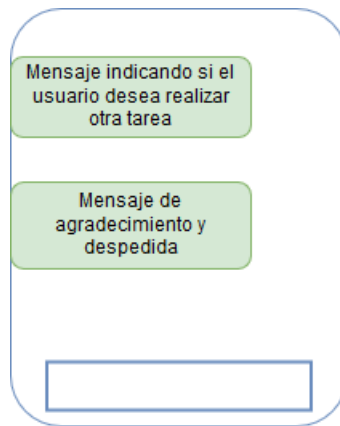 Mensaje indicando si el
usuario desea realizar
otra tarea
Mensaje de
agradecimiento y
despedida